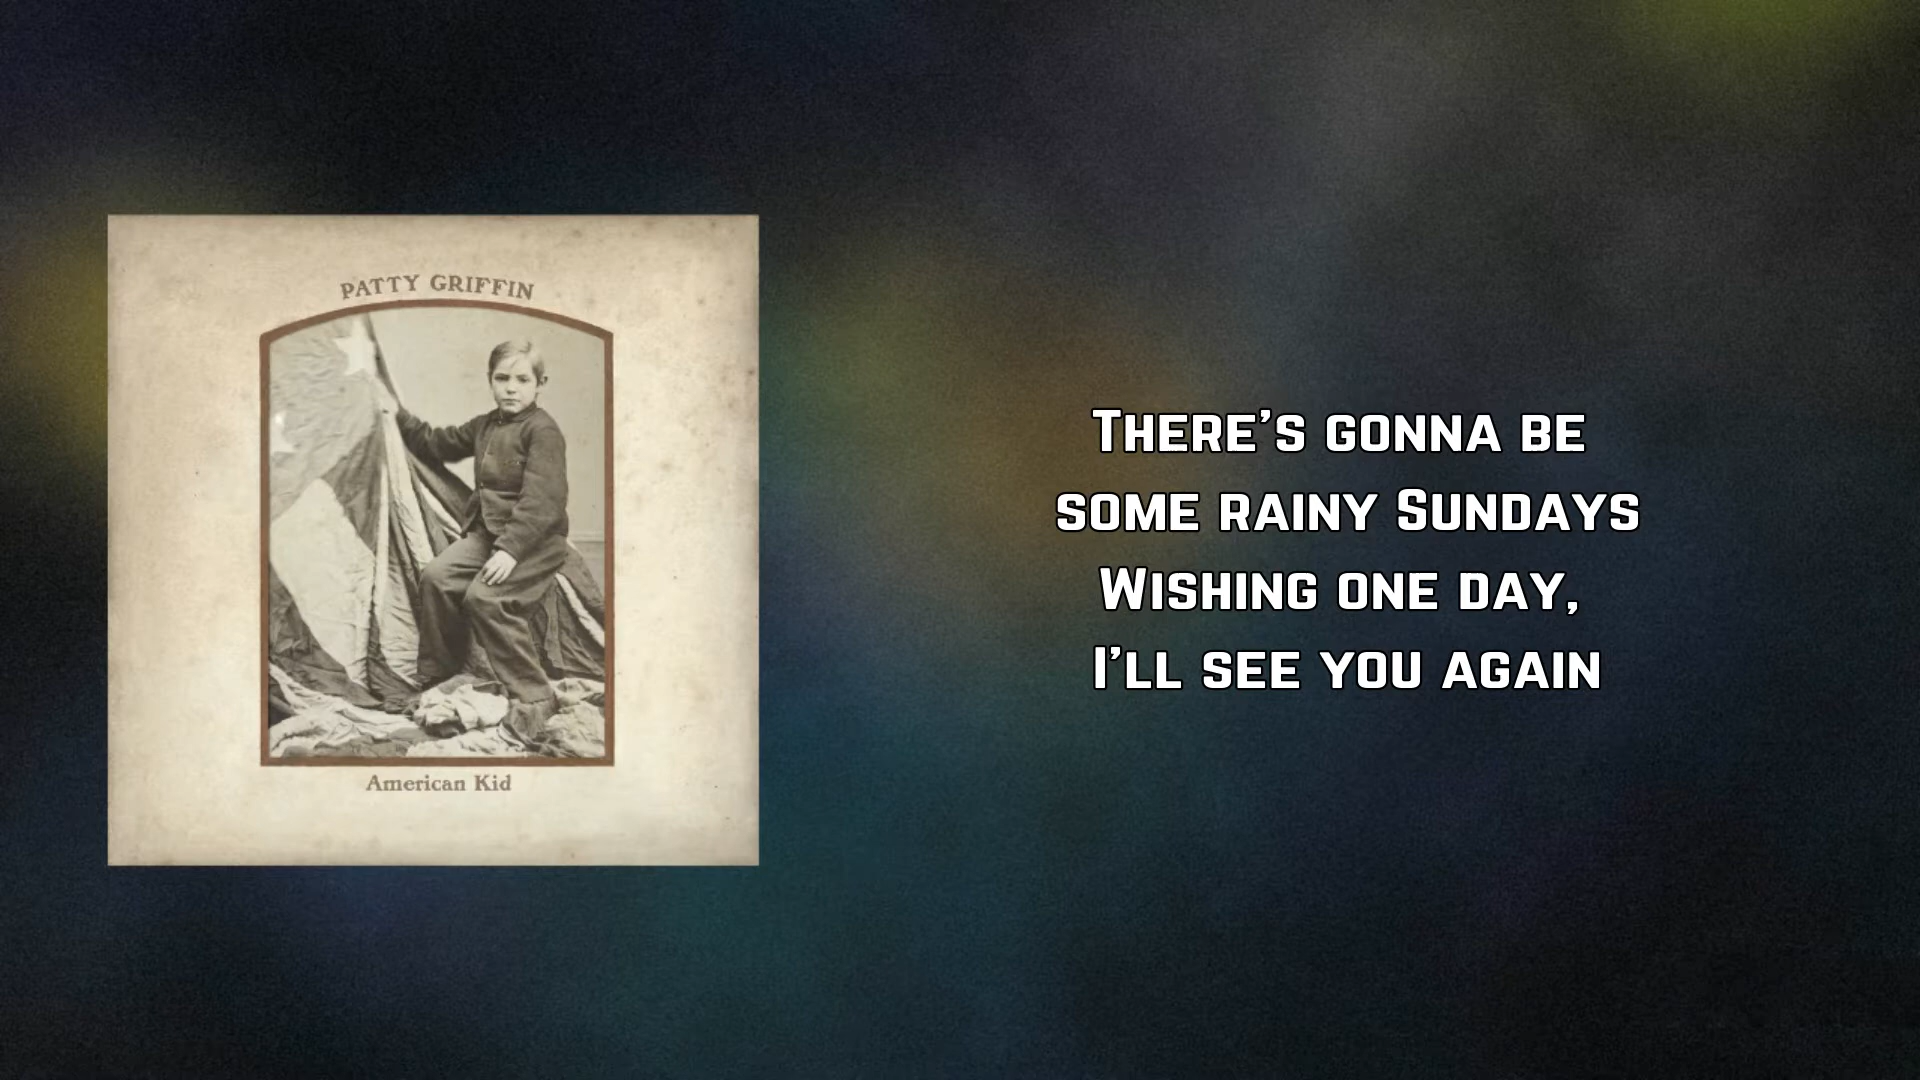 PATTY GRIFFIN
American Kid
There's gonna be
some rainy Sundays
Wishing one day,
I'll see you again